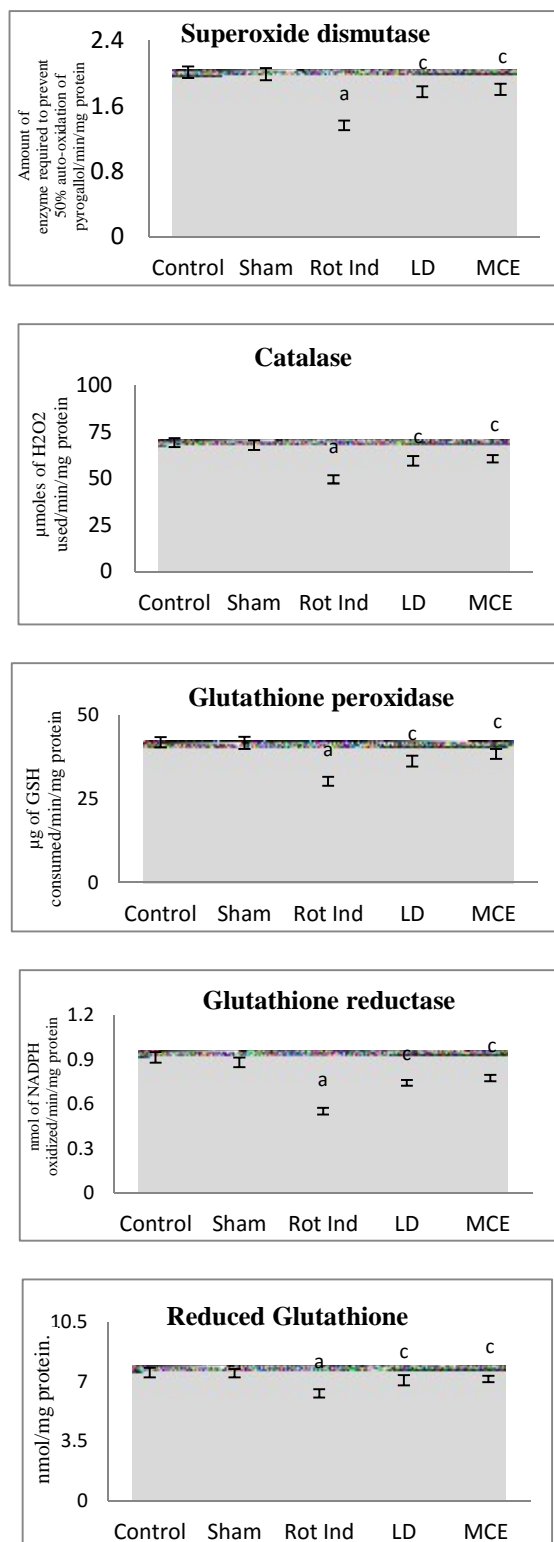 Superoxide dismutase
Amount of
enzyme required to prevent
50% auto-oxidation of
pyrogallol/min/mg protein
2.4
1.6
0.8
0
a
c
c
Control Sham Rot Ind LD MCE
Catalase
µmoles of H2O2
used/min/mg protein
100
75
50
25
0
a
c
c
Control Sham Rot Ind LD MCE
Glutathione peroxidase
µg of GSH
consumed/min/mg protein
50
25
0
a
c
c
Control Sham Rot Ind LD MCE
Glutathione reductase
nmol of NADPH
oxidized/min/mg protein
1.2
0.9
0.6
0.3
0
a
c
c
Control Sham Rot Ind LD MCE
Reduced Glutathione
nmol/mg protein.
10.5
7
3.5
0
a
c
c
Control Sham Rot Ind LD MCE